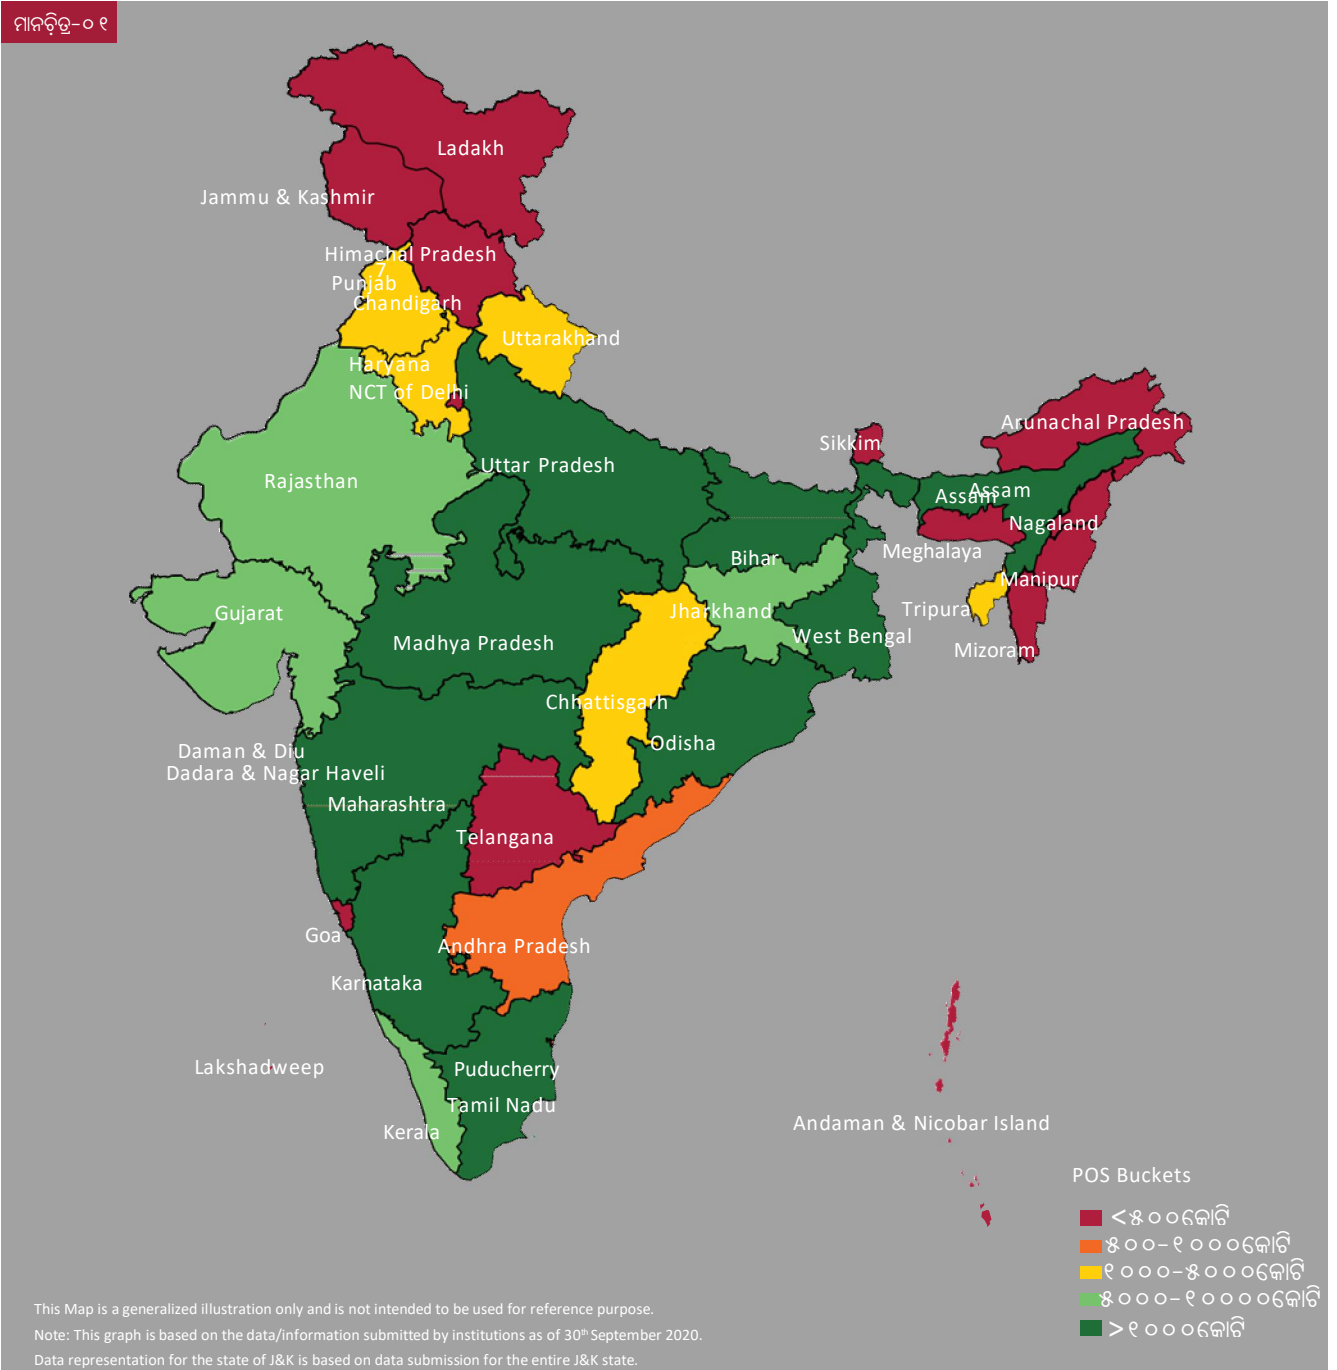 ମାନଚ଼ିତ୍ର-୦୧
Ladakh
Jammu & Kashmir
Himachal Pradesh
7
Punjab
Chandigarh
Uttarakhand
Haryana
NCT of Delhi
Arunachal Pradesh
Sikkim
Uttar Pradesh
Rajasthan
Assam
Assam
Nagaland
Meghalaya
Bihar
Manipur
Gujarat
Jharkhand
Tripura
Madhya Pradesh
West Bengal
Mizoram
Chhattisgarh
Odisha
Daman & Diu
Dadara & Nagar Haveli
Maharashtra
Telangana
Goa
Andhra Pradesh
Karnataka
Lakshadweep
Puducherry
Tamil Nadu
Andaman & Nicobar Island
Kerala
POS Buckets
<୫୦୦କୋଟି
୫୦୦-୧୦୦୦କୋଟି
୧୦୦୦-୫୦୦୦କୋଟି
୫୦୦୦-୧୦୦୦୦କୋଟି
>୧୦୦୦କୋଟି
This Map is a generalized illustration only and is not intended to be used for reference purpose.
Note: This graph is based on the data/information submitted by institutions as of 30th September 2020.
Data representation for the state of J&K is based on data submission for the entire J&K state.